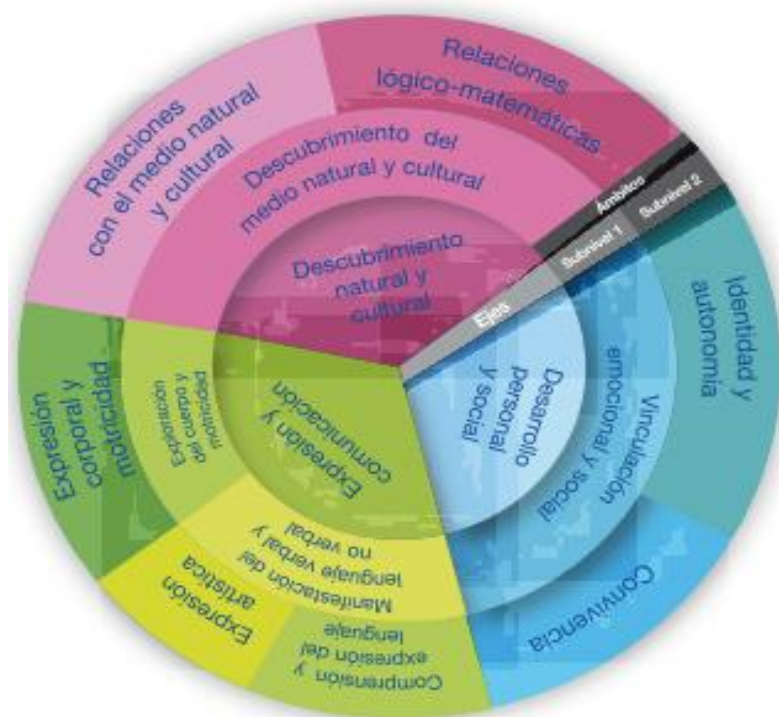 Relaciones
lógico-matemáticas
Relaciones
con el medio natural
y cultural
Descubrimiento del
medio natural y cultural
Descubrimiento
natural y
cultural
Ámbitos
Subnivel 1
Subnivel 2
Ejes
Identidad y
autonomía
Vinculación
emocional y social
Desarrollo
personal
y social
Convivencia
Expresión y
comunicación
Exploración
del cuerpo y
motricidad
Expresión
corporal y
motricidad
Manifestación del
lenguaje verbal y
no verbal
Expresión
artística
Comprensión y
expresión del
lenguaje